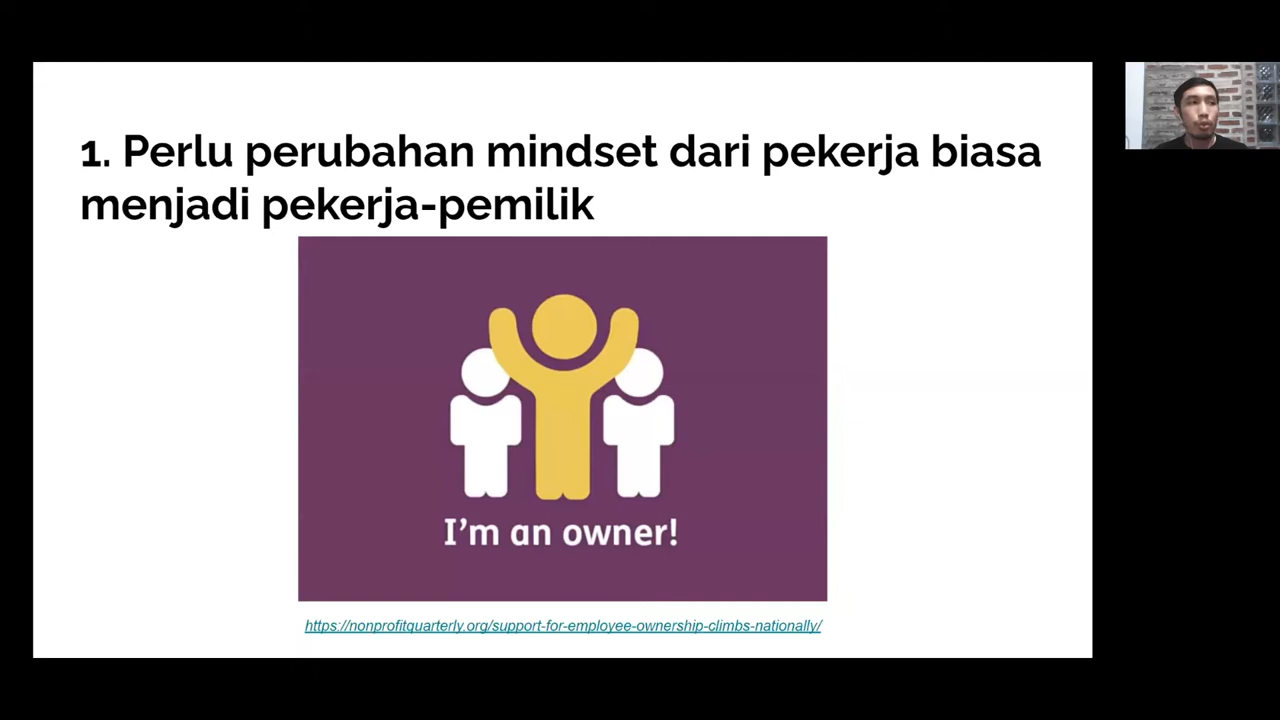 1. Perlu perubahan mindset dari pekerja biasa
menjadi pekerja-pemilik
I'm an owner!
https://nonprofitquarterly.org/support-for-employee-ownership-climbs-nationally/